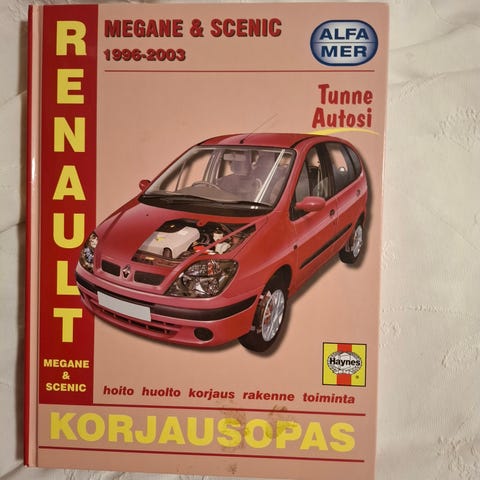 RENAULT
MEGANE
&
SCENIC
MEGANE & SCENIC
1996-2003
ALFA
MER
Tunne
Autosi
Haynes
hoito huolto korjaus rakenne toiminta
KORJAUSOPAS